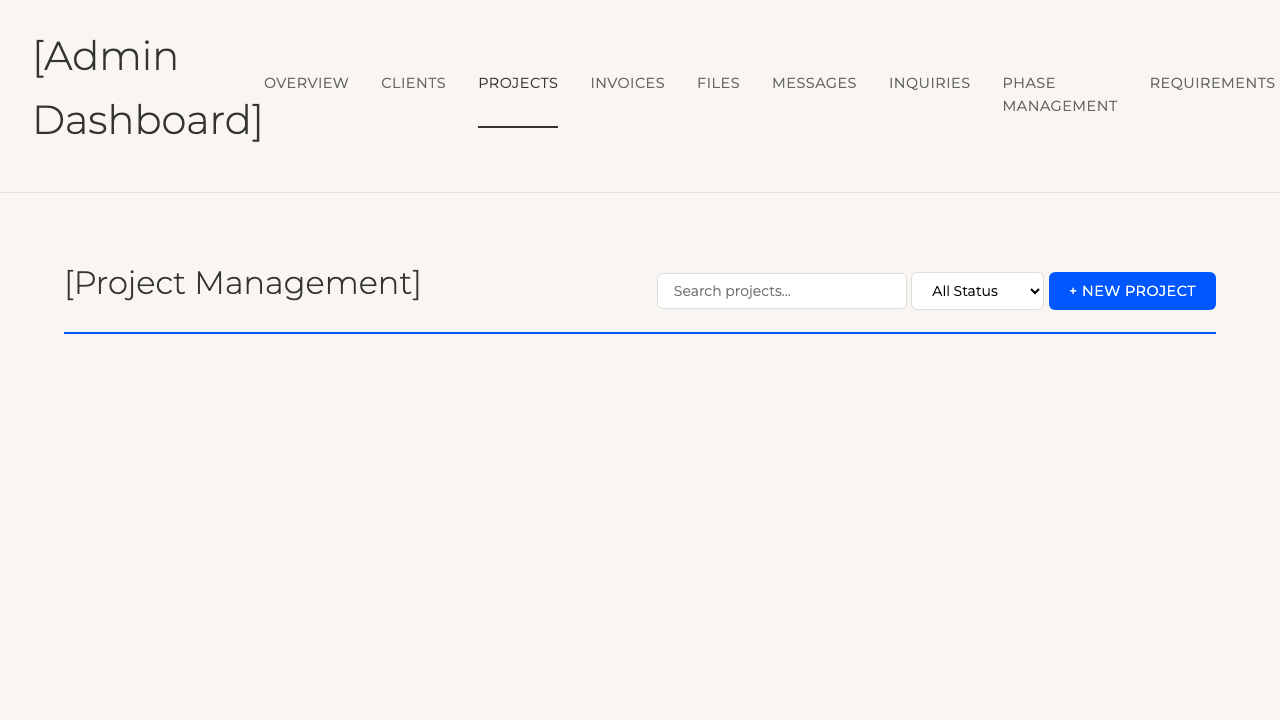 [Admin
Dashboard]
OVERVIEW
CLIENTS
PROJECTS
INVOICES
FILES
MESSAGES
INQUIRIES
PHASE
MANAGEMENT
REQUIREMENTS
[Project Management]
Search projects...
All Status
+ NEW PROJECT